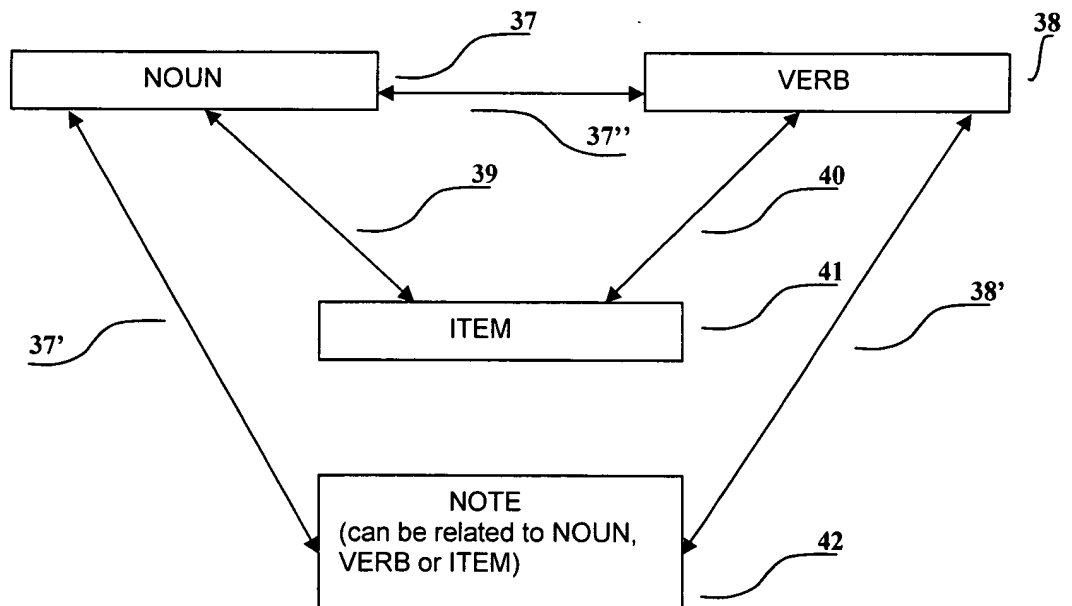 37
38
NOUN
VERB
37''
39
40
41
ITEM
38'
37'
NOTE
(can be related to NOUN,
VERB or ITEM)
42